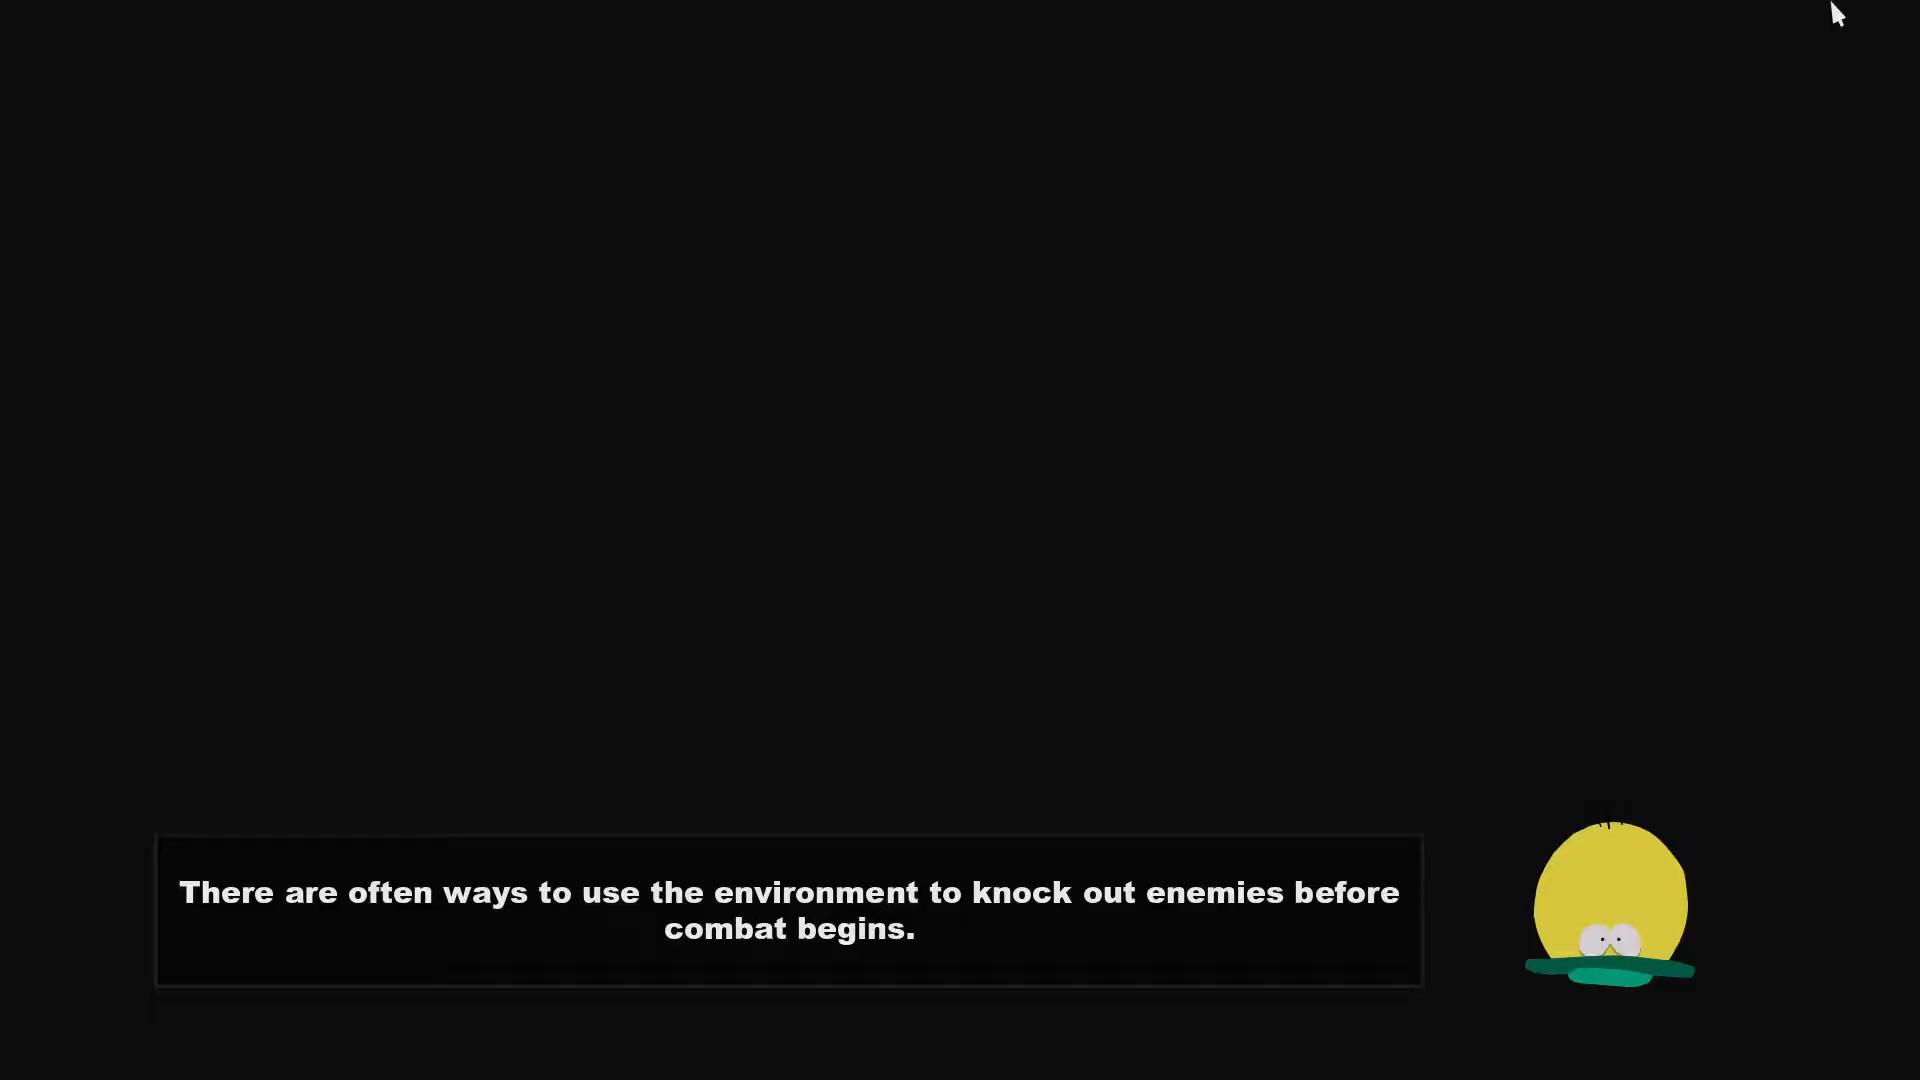 There are often ways to use the environment to knock out enemies before
combat begins.